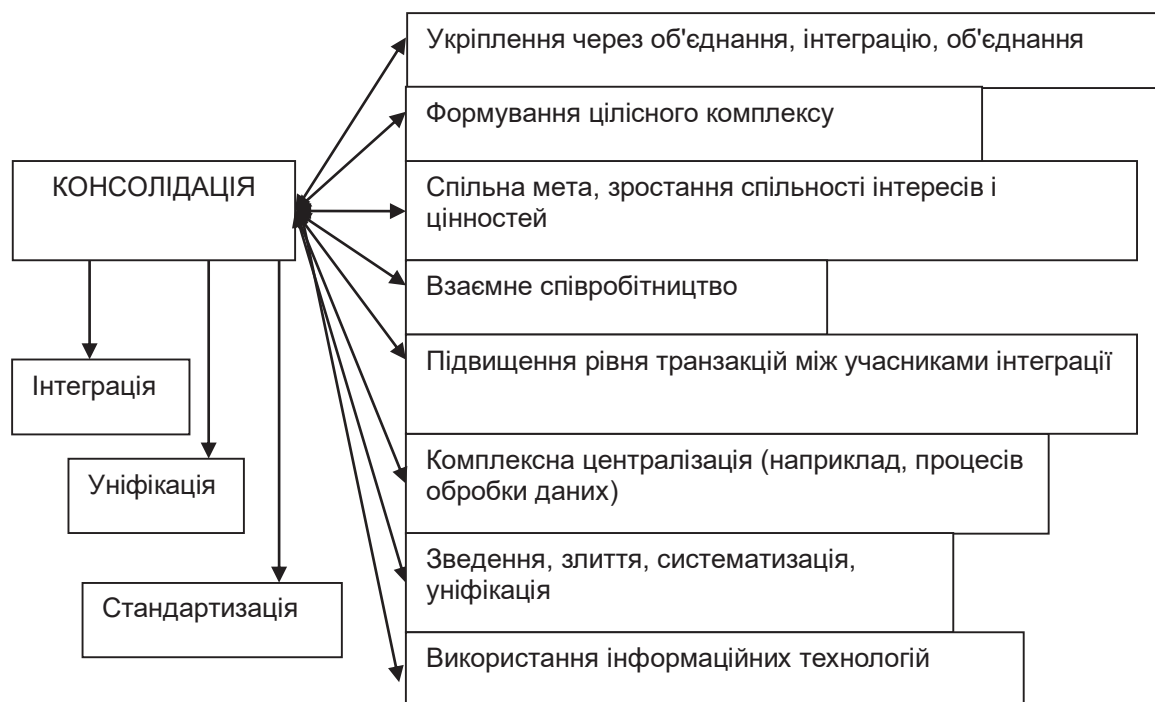 Укріплення через об'єднання, інтеграцію, об'єднання
Формування цілісного комплексу
КОНСОЛІДАЦІЯ
Спільна мета, зростання спільності інтересів і
цінностей
Взаємне співробітництво
Підвищення рівня транзакцій між учасниками інтеграції
Інтеграція
Комплексна централізація (наприклад, процесів
обробки даних)
Уніфікація
Зведення, злиття, систематизація,
уніфікація
Стандартизація
Використання інформаційних технологій